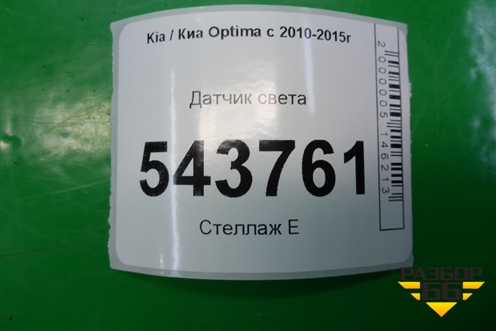 Kia / Киа Optima с 2010-2015г
Датчик света
543761
Стеллаж Е
2000005146213
РАЗБОР
66